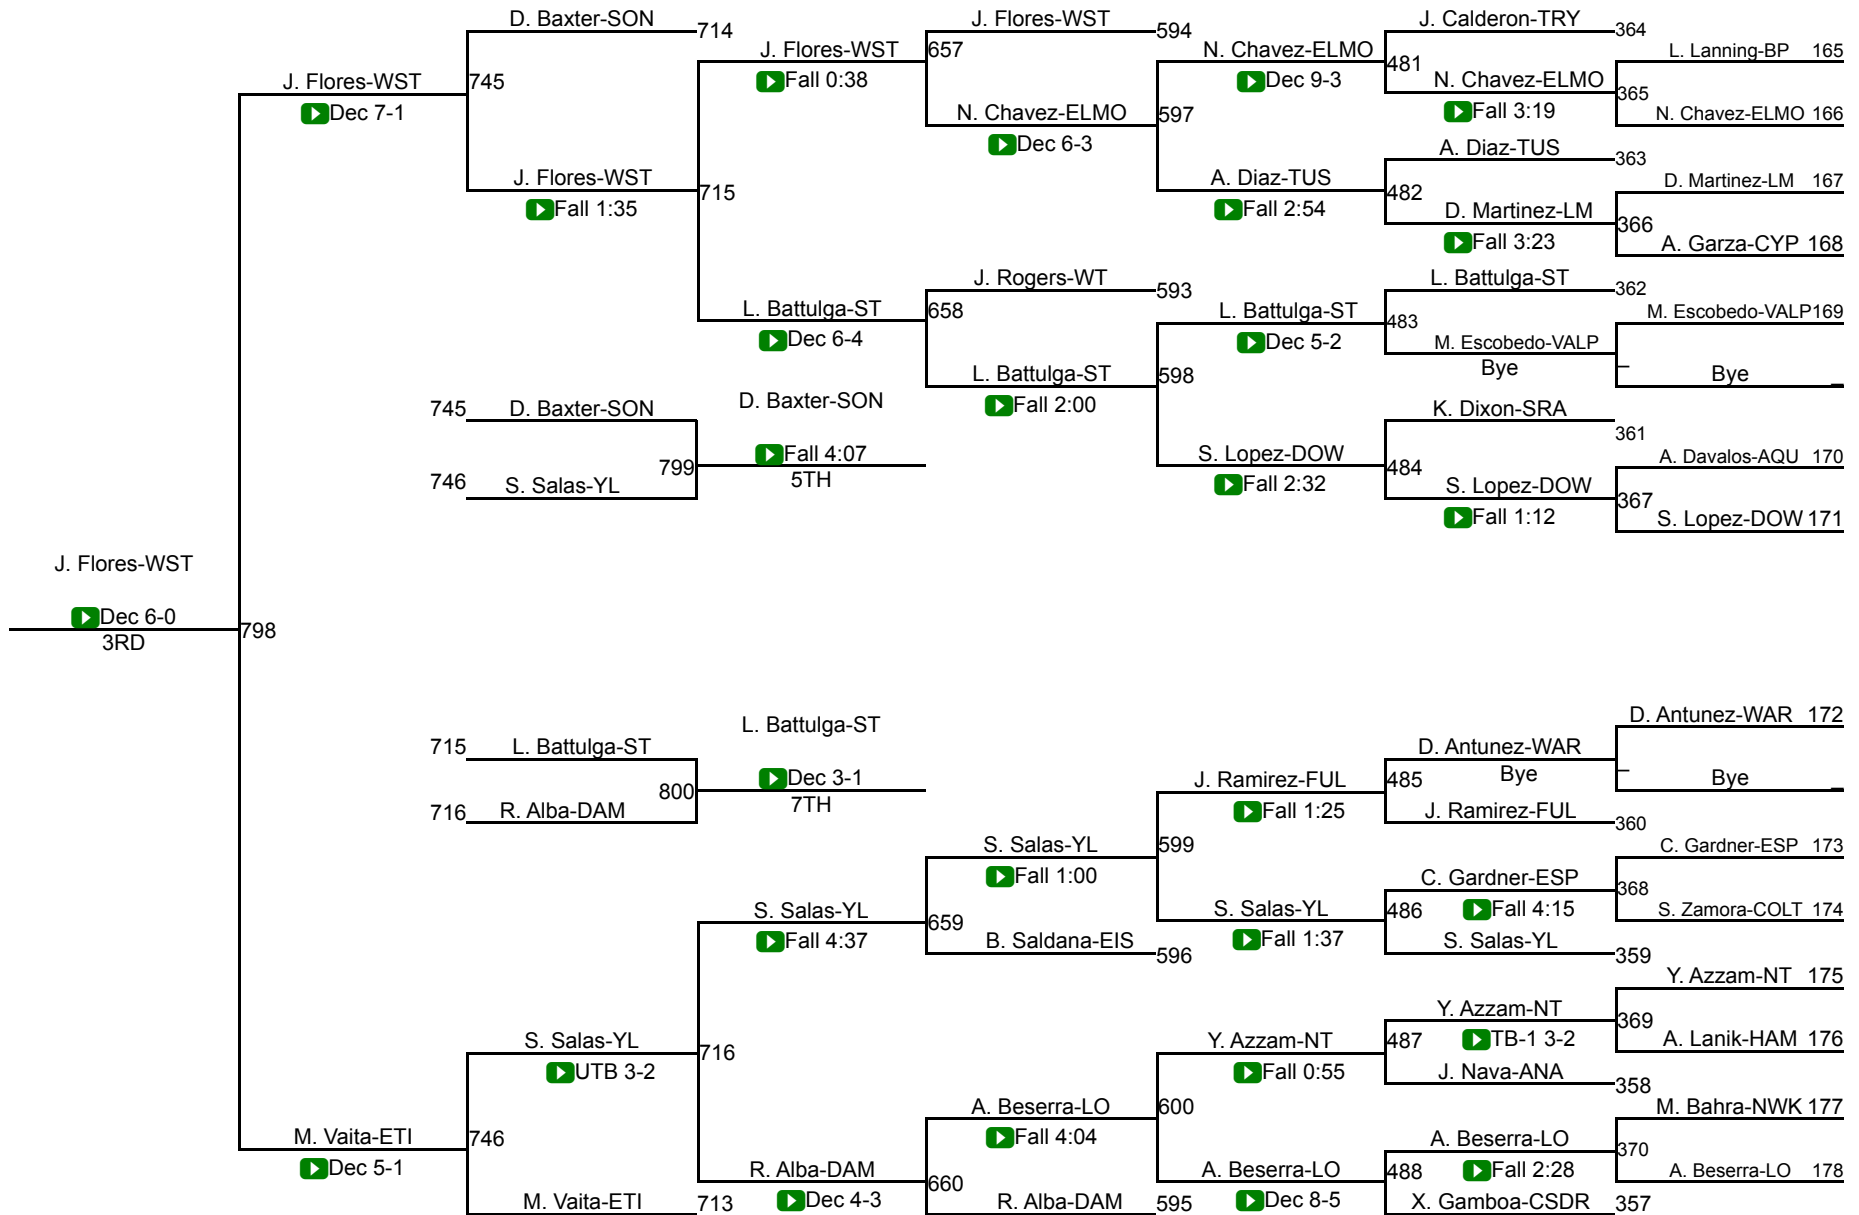 D. Baxter-SON
714
J. Flores-WST
745
Dec 7-1
J. Flores-WST
Fall 1:35
J. Flores-WST
Fall 0:38
715
L. Battulga-ST
Dec 6-4
J. Flores-WST
594
657
N. Chavez-ELMO
Dec 6-3
J. Rogers-WT
593
658
L. Battulga-ST
Fall 2:00
N. Chavez-ELMO
Dec 9-3
597
A. Diaz-TUS
Fall 2:54
L. Battulga-ST
Dec 5-2
598
S. Lopez-DOW
Fall 2:32
J. Calderon-TRY
364
481
N. Chavez-ELMO
Fall 3:19
A. Diaz-TUS
363
482
D. Martinez-LM
Fall 3:23
L. Battulga-ST
362
483
M. Escobedo-VALP
Bye
K. Dixon-SRA
361
484
S. Lopez-DOW
Fall 1:12
L. Lanning-BP 165
365
N. Chavez-ELMO 166
D. Martinez-LM 167
366
A. Garza-CYP 168
M. Escobedo-VALP169
_
Bye _
A. Davalos-AQU 170
367
S. Lopez-DOW 171
745 D. Baxter-SON
799
746 S. Salas-YL
D. Baxter-SON
Fall 4:07
5TH
J. Flores-WST
Dec 6-0
3RD
798
715 L. Battulga-ST
800
716 R. Alba-DAM
L. Battulga-ST
Dec 3-1
7TH
M. Vaita-ETI
Dec 5-1
746
S. Salas-YL
UTB 3-2
M. Vaita-ETI
713
S. Salas-YL
Fall 4:37
716
R. Alba-DAM
Dec 4-3
S. Salas-YL
Fall 1:00
659
B. Saldana-EIS
596
A. Beserra-LO
Fall 4:04
660
R. Alba-DAM
595
J. Ramirez-FUL
Fall 1:25
599
S. Salas-YL
Fall 1:37
Y. Azzam-NT
Fall 0:55
600
A. Beserra-LO
Dec 8-5
D. Antunez-WAR
Bye
485
J. Ramirez-FUL
360
C. Gardner-ESP
Fall 4:15
486
S. Salas-YL
359
Y. Azzam-NT
TB-1 3-2
487
J. Nava-ANA
358
A. Beserra-LO
Fall 2:28
488
X. Gamboa-CSDR
357
D. Antunez-WAR 172
_
Bye _
C. Gardner-ESP 173
368
S. Zamora-COLT 174
Y. Azzam-NT 175
369
A. Lanik-HAM 176
M. Bahra-NWK 177
370
A. Beserra-LO 178